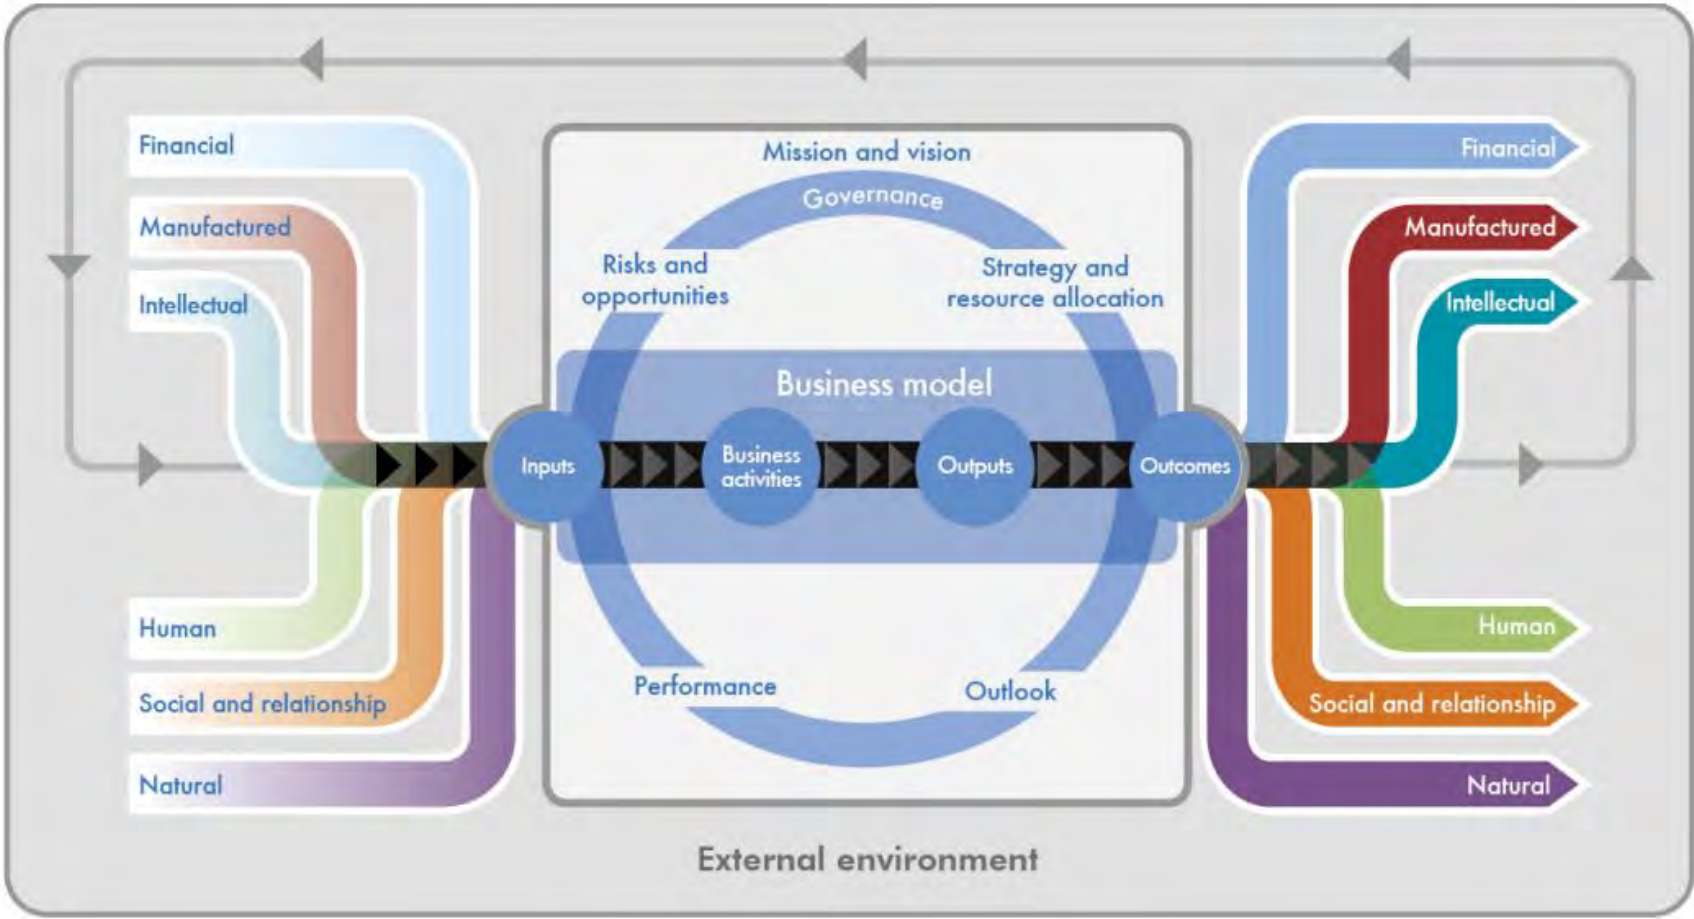 Financial
Manufactured
Intellectual
Human
Social and relationship
Natural
Mission and vision
Governance
Risks and
opportunities
Strategy and
resource allocation
Business model
Inputs
Business
activities
Outputs
Outcomes
Performance
Outlook
Financial
Manufactured
Intellectual
Human
Social and relationship
Natural
External environment